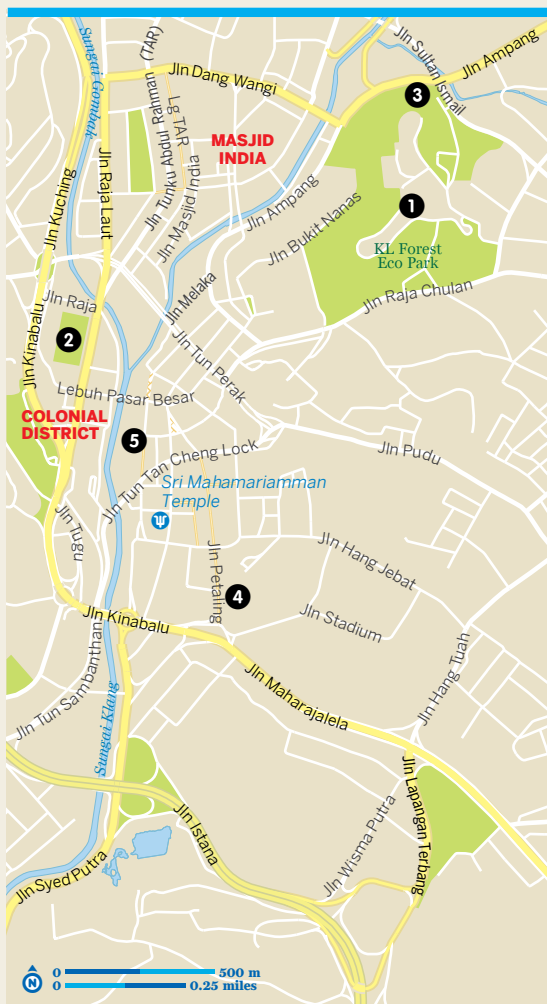 Sungai Gombak
Jln Tunku Abdul Rahman (TAR)
Jln Sultan Ismail
Jln Ampang
Jln Dang Wangi
3
Lg TAR
MASJID
INDIA
Jln Kuching
Jln Raja Laut
Jln Masjid India
Jln Ampang
Jln Bukit Nanas
1
KL Forest
Eco Park
Jln Raja
Jln Melaka
Jln Raja Chulan
2
Jln Kinabalu
Jln Tun Perak
Lebuh Pasar Besar
COLONIAL
DISTRICT
5
Jln Tun Tan Cheng Lock
Jln Pudu
Sri Mahamariamman
Temple
Jln Tugn
Jln Petaling
Jln Hang Jebat
4
Jln Kinabalu
Jln Stadium
Jln Tun Sambanthan
Sungai Klang
Jln Maharajalela
Jln Hang Tuah
Jln Istana
Jln Wisma Putra
Jln Lapangan Terbang
Jln Syed Putra
N
0 500 m
0 0.25 miles